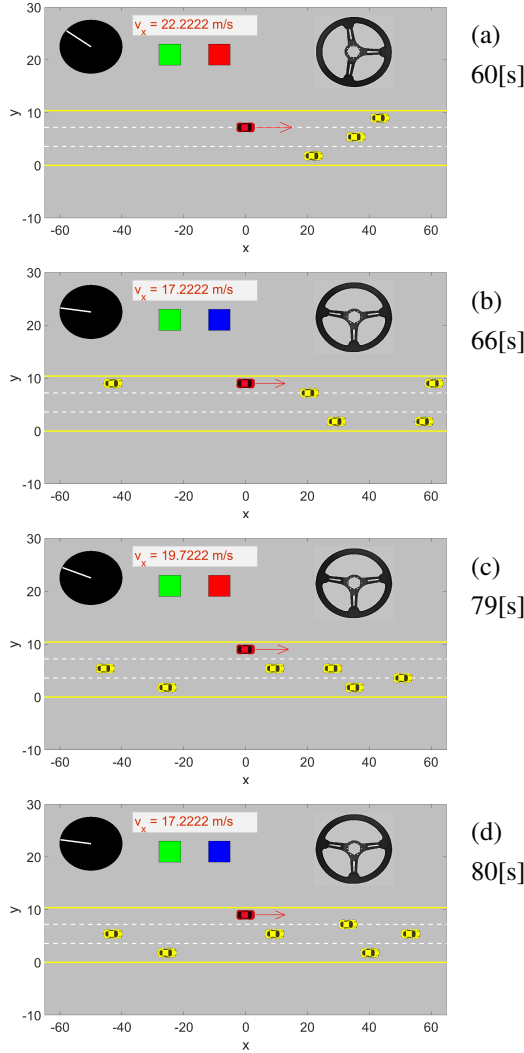 30
20
10
0
-10
y
v_x = 22.2222 m/s
-60 -40 -20 0 20 40 60
x
(a)
60[s]
30
20
10
0
-10
y
v_x = 17.2222 m/s
-60 -40 -20 0 20 40 60
x
(b)
66[s]
30
20
10
0
-10
y
v_x = 19.7222 m/s
-60 -40 -20 0 20 40 60
x
(c)
79[s]
30
20
10
0
-10
y
v_x = 17.2222 m/s
-60 -40 -20 0 20 40 60
x
(d)
80[s]